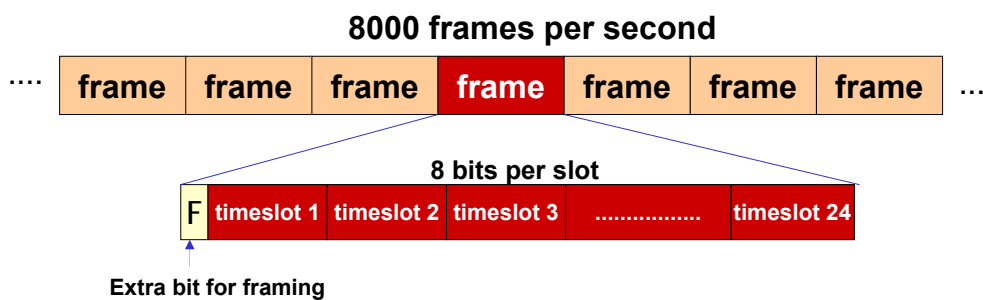 8000 frames per second
.... frame frame frame frame frame frame frame ...
8 bits per slot
F timeslot 1 timeslot 2 timeslot 3 ................. timeslot 24
Extra bit for framing